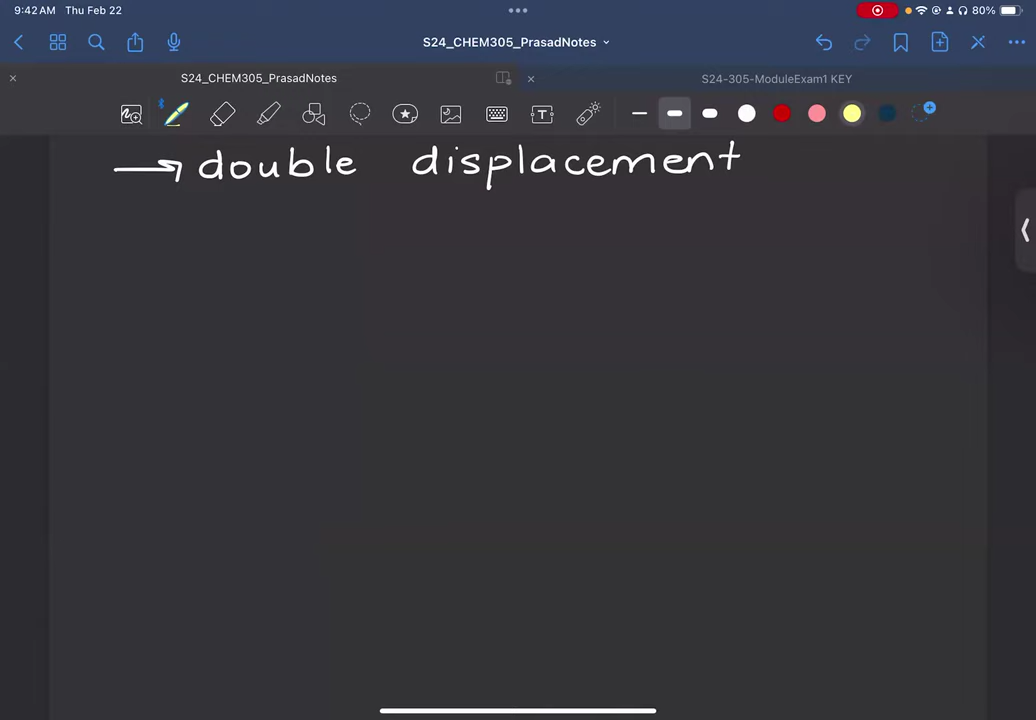 9:42 AM Thu Feb 22
80%
S24_CHEM305_PrasadNotes
S24_CHEM305_PrasadNotes
S24-305-ModuleExam1 KEY
→ double displacement